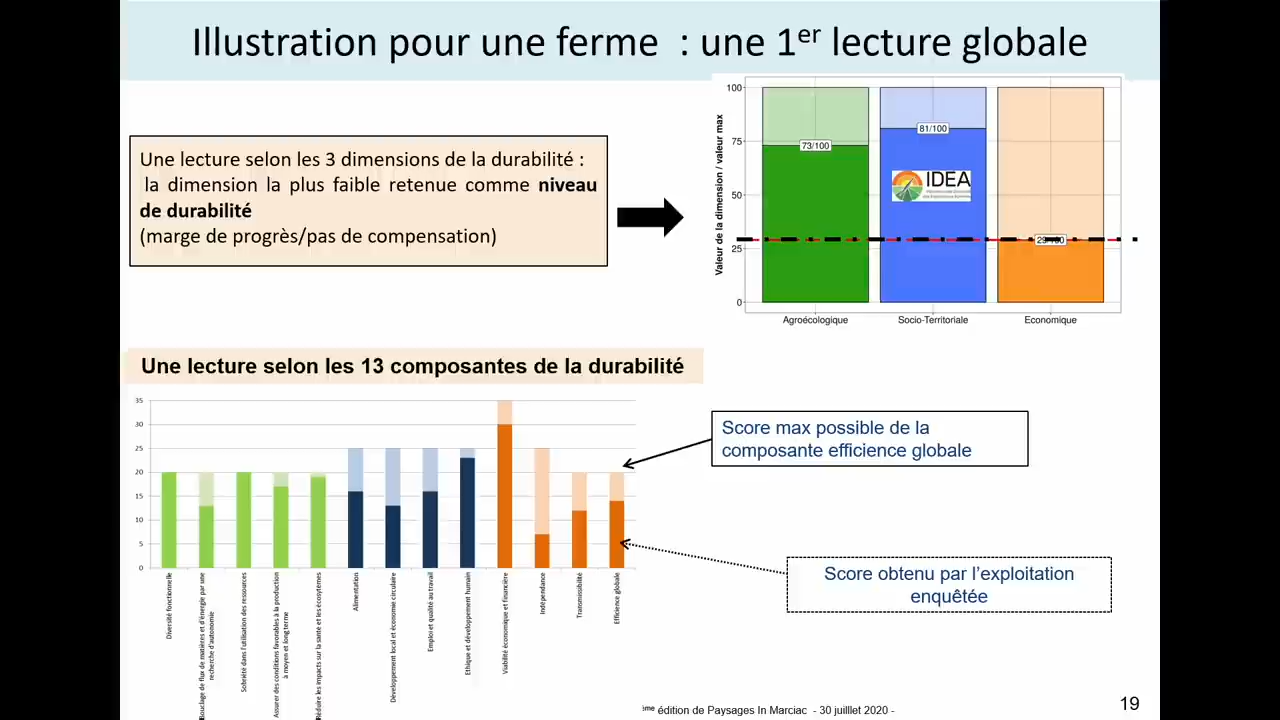 Illustration pour une ferme : une 1er lecture globale
Une lecture selon les 3 dimensions de la durabilité :
la dimension la plus faible retenue comme niveau
de durabilité
(marge de progrès/pas de compensation)
Valeur de la dimension / valeur max
100
75
50
25
0
73/100
81/100
IDEA
Agroécologique
Socio-Territoriale
Economique
Une lecture selon les 13 composantes de la durabilité
35
30
25
20
15
10
5
0
Diversité fonctionnelle
Bouclage de flux de matières et d'énergie par une
recherche d'autonomie
Sobriété dans l'utilisation des ressources
Assurer des conditions favorables à la production
à moyen et long terme
Réduire les impacts sur la santé et les écosytèmes
Alimentation
Développement local et économie circulaire
Emploi et qualité au travail
Ethique et développement humain
Viabilité économique et financière
Indépendance
Transmissibilité
Efficience globale
Score max possible de la
composante efficience globale
Score obtenu par l'exploitation
enquêtée
ème édition de Paysages In Marciac - 30 juilllet 2020 -
19